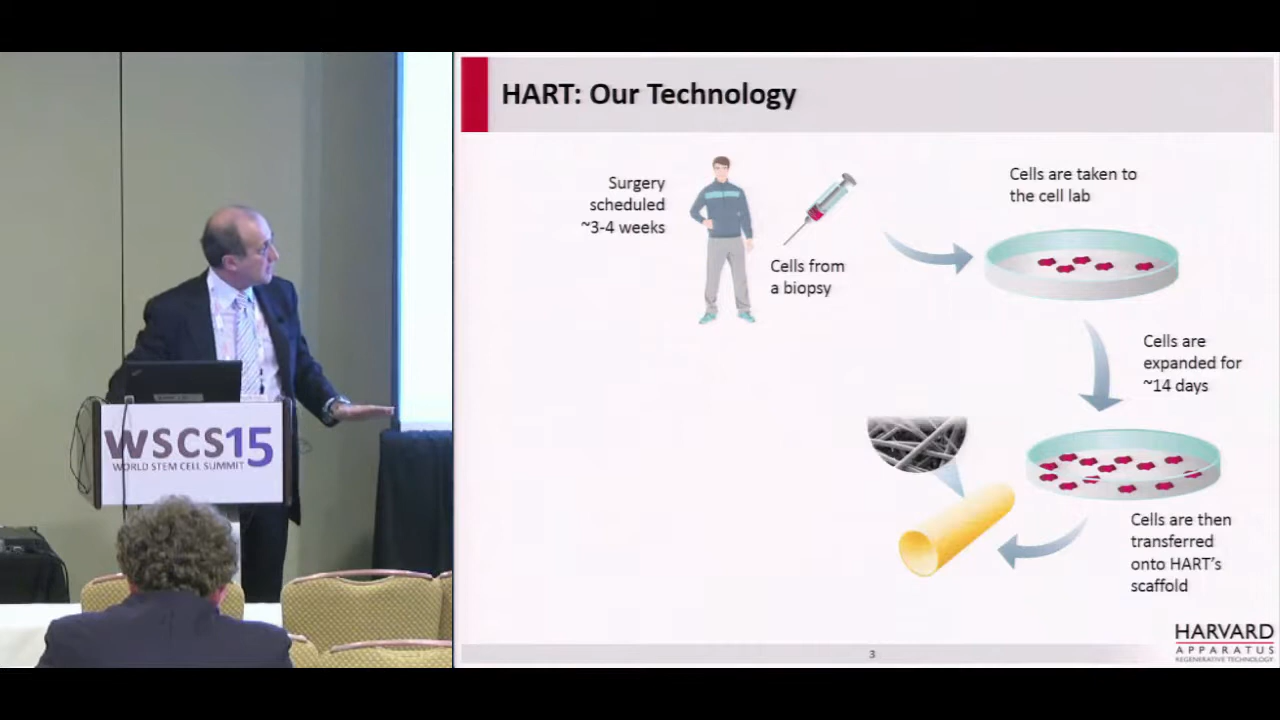 HART: Our Technology
Surgery
scheduled
~3-4 weeks
Cells from
a biopsy
Cells are taken to
the cell lab
Cells are
expanded for
~14 days
Cells are then
transferred
onto HART's
scaffold
3
HARVARD
APPARATUS
REGENERATIVE TECHNOLOGY
WSCS15
WORLD STEM CELL SUMMIT